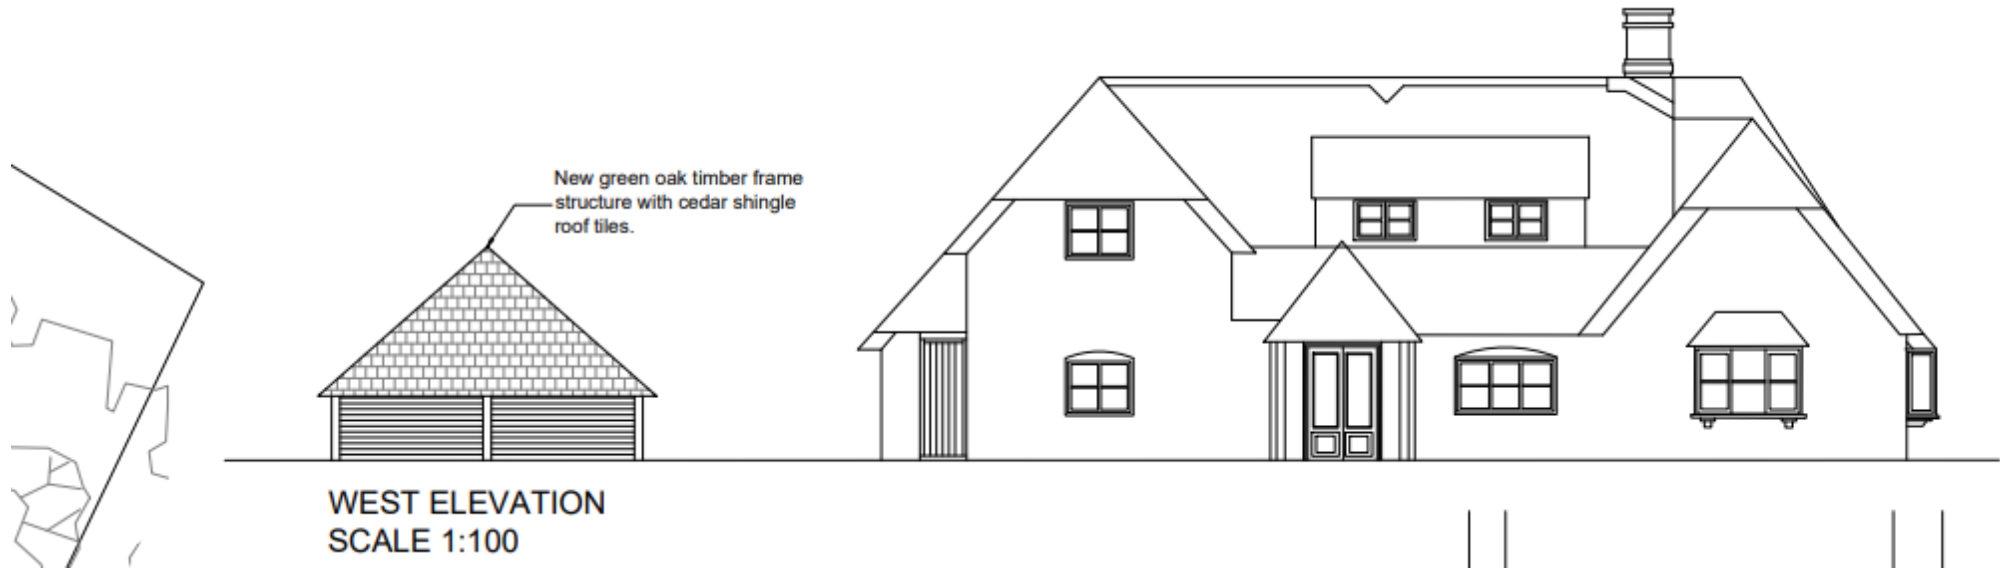 New green oak timber frame
structure with cedar shingle
roof tiles.
WEST ELEVATION
SCALE 1:100